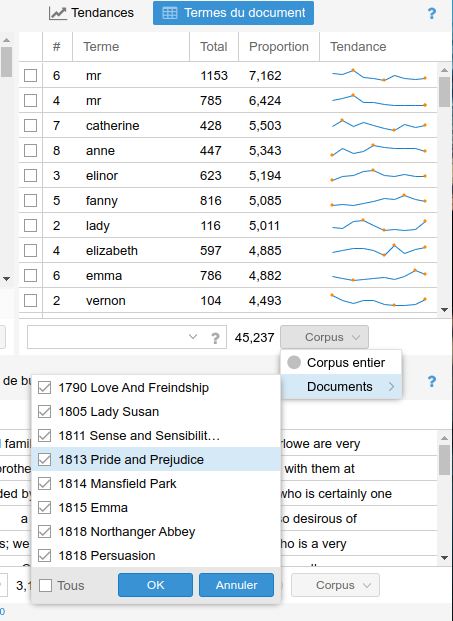 Tendances Termes du document ?
# Terme Total Proportion Tendance
6 mr 1153 7,162
4 mr 785 6,424
7 catherine 428 5,503
8 anne 447 5,343
3 elinor 623 5,194
5 fanny 816 5,085
2 lady 116 5,011
4 elizabeth 597 4,885
6 emma 786 4,882
2 vernon 104 4,493
? 45,237 Corpus
Corpus entier
Documents
de bu ?
1790 Love And Freindship
1805 Lady Susan
1811 Sense and Sensibilit…
1813 Pride and Prejudice
1814 Mansfield Park
1815 Emma
1818 Northanger Abbey
1818 Persuasion
famil rlowe are very
brothe with them at
ded by who is certainly one
a so desirous of
s; we ho is a very
3,1 Corpus
Tous OK Annuler
0